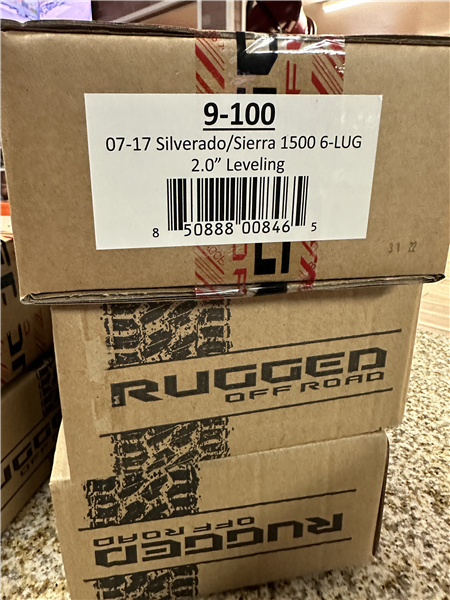 9-100
07-17 Silverado/Sierra 1500 6-LUG
2.0” Leveling
8 50888 00846 5
31 22
RUGGED
OFF ROAD
RUGGED
OFF ROAD